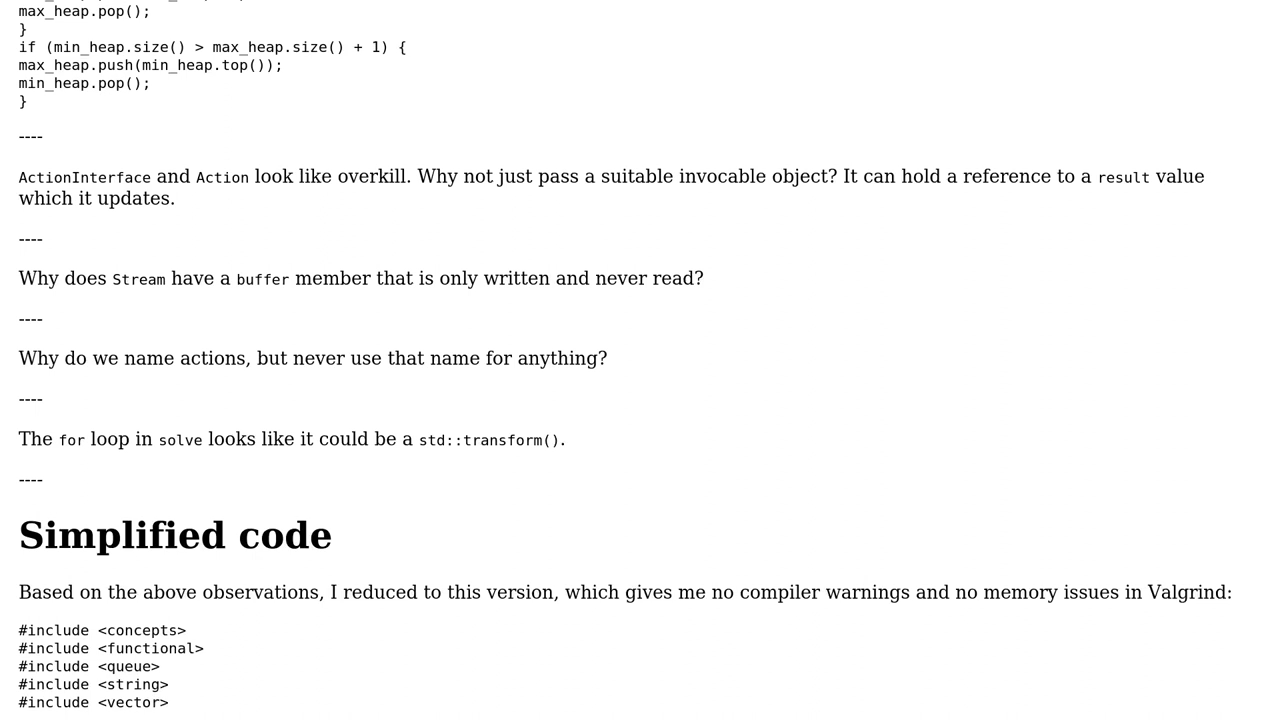 max_heap.pop();
}
if (min_heap.size() > max_heap.size() + 1) {
max_heap.push(min_heap.top());
min_heap.pop();
}
----
ActionInterface and Action look like overkill. Why not just pass a suitable invocable object? It can hold a reference to a result value
which it updates.
----
Why does Stream have a buffer member that is only written and never read?
----
Why do we name actions, but never use that name for anything?
----
The for loop in solve looks like it could be a std::transform().
----
Simplified code
Based on the above observations, I reduced to this version, which gives me no compiler warnings and no memory issues in Valgrind:
#include <concepts>
#include <functional>
#include <queue>
#include <string>
#include <vector>